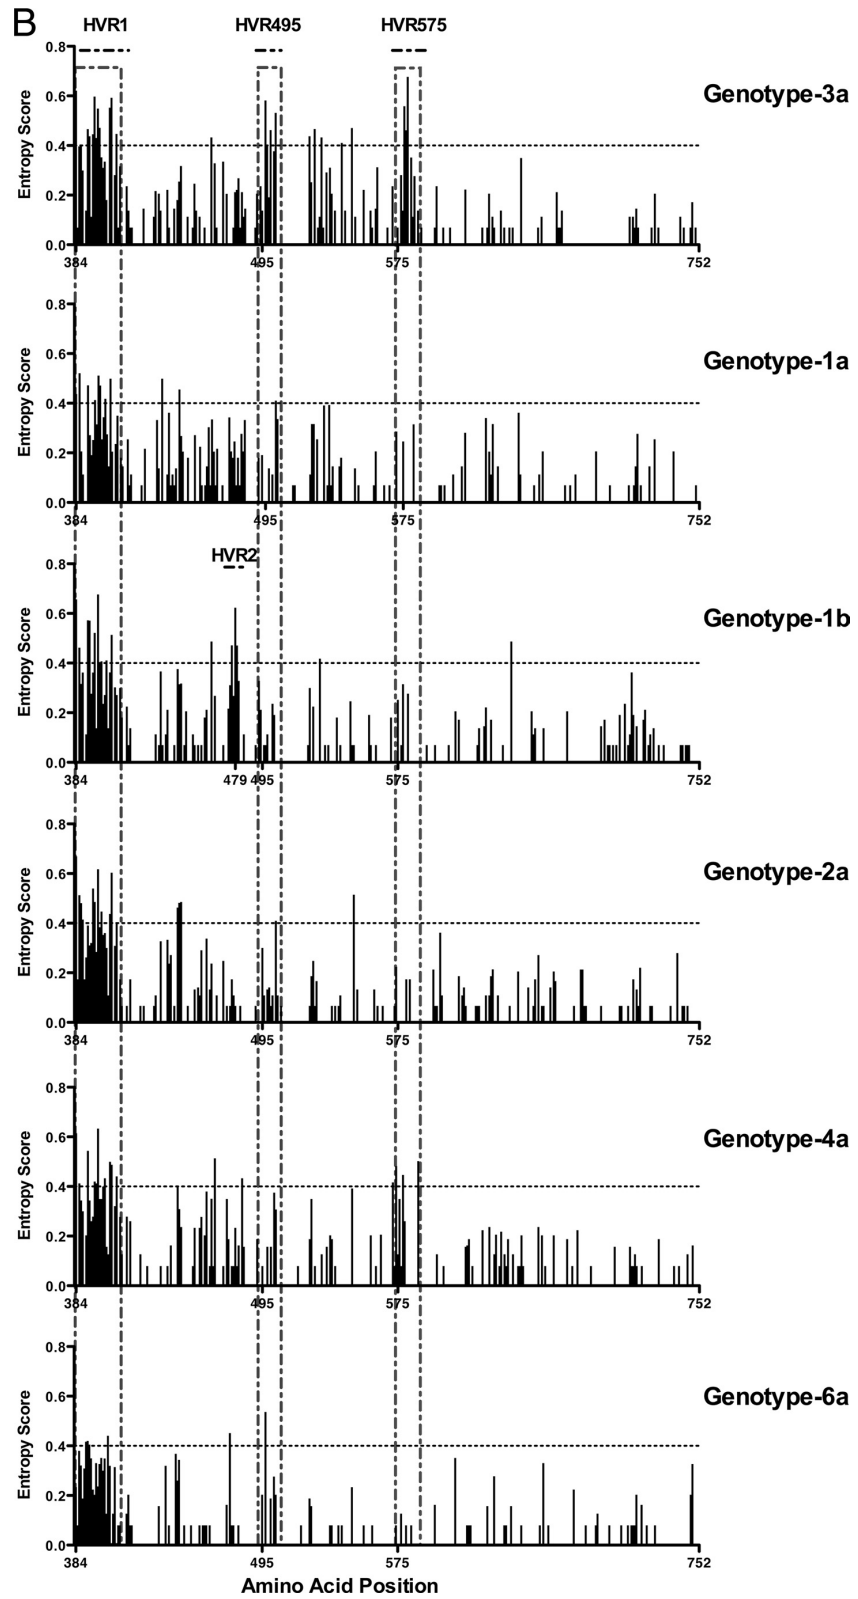 B
HVR1 HVR495 HVR575
Genotype-3a
Entropy Score
0.8
0.6
0.4
0.2
0.0
384 495 575 752
Genotype-1a
Entropy Score
0.8
0.6
0.4
0.2
0.0
384 495 575 752
HVR2
Genotype-1b
Entropy Score
0.8
0.6
0.4
0.2
0.0
384 479 495 575 752
Genotype-2a
Entropy Score
0.8
0.6
0.4
0.2
0.0
384 495 575 752
Genotype-4a
Entropy Score
0.8
0.6
0.4
0.2
0.0
384 495 575 752
Genotype-6a
Entropy Score
0.8
0.6
0.4
0.2
0.0
384 495 575 752
Amino Acid Position